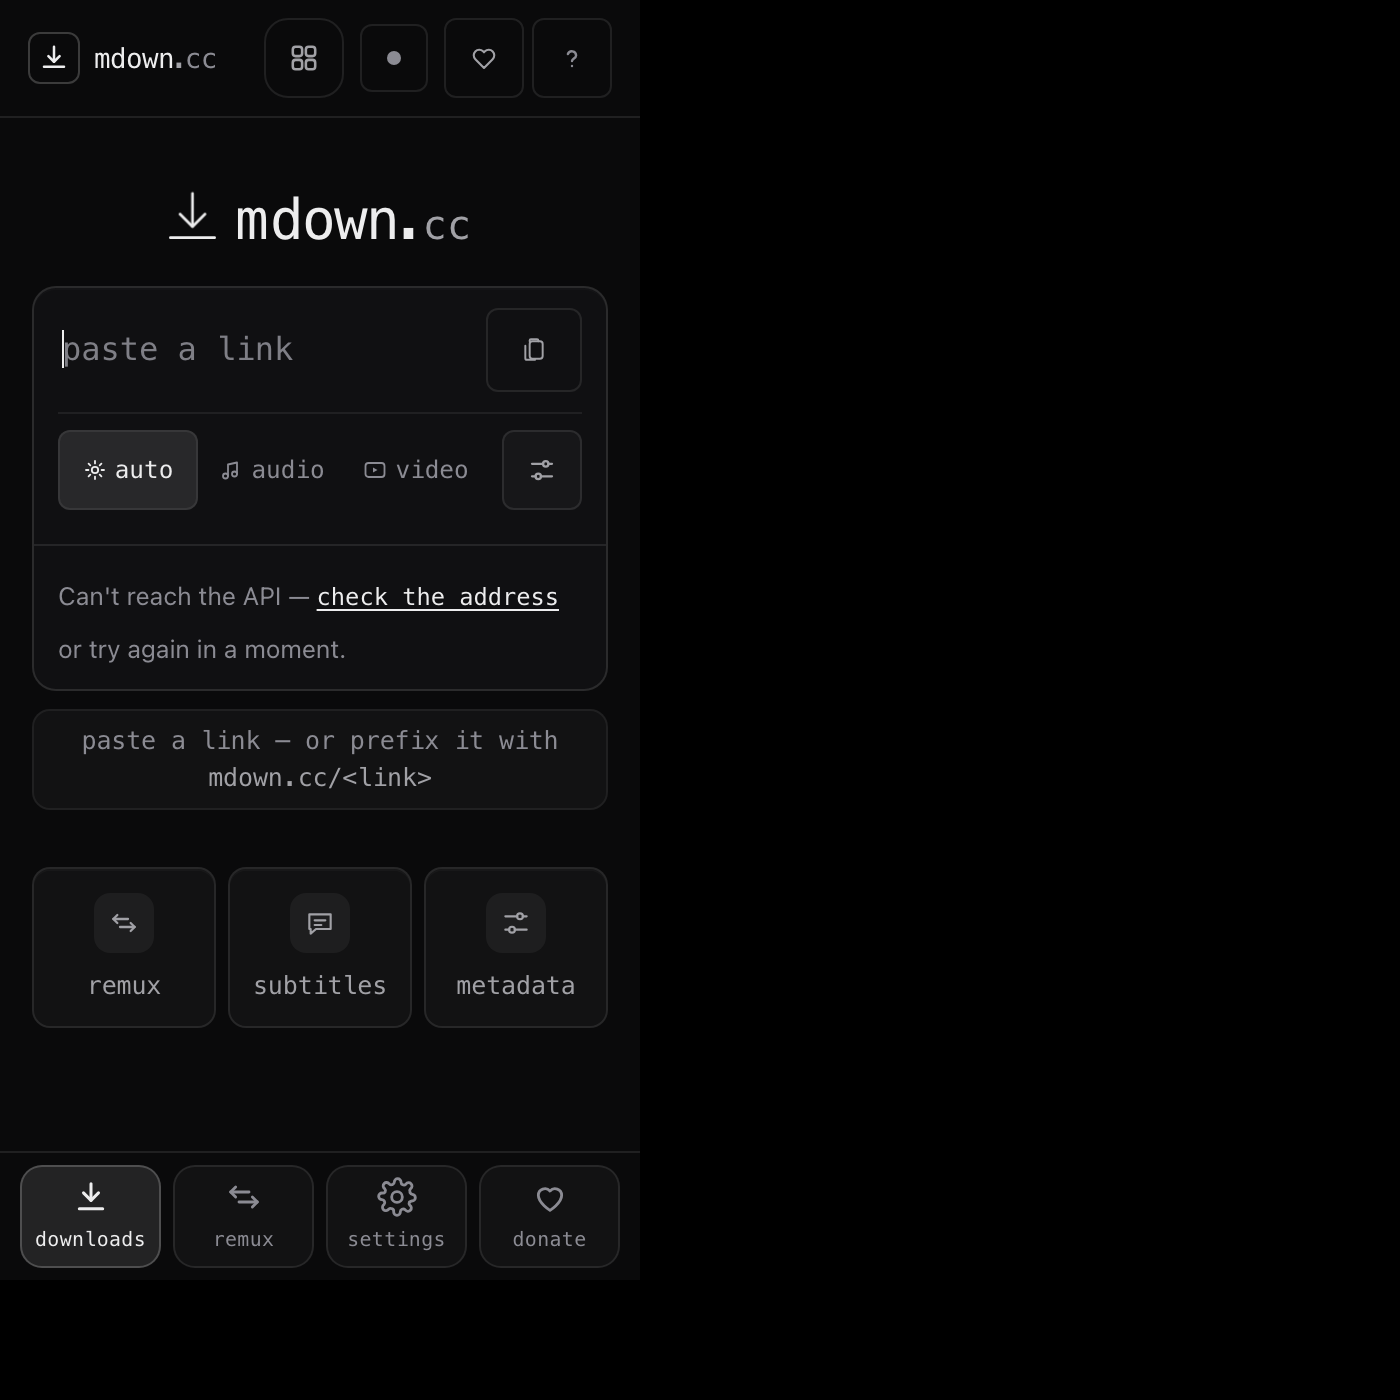 mdown.cc
?
mdown.cc
paste a link
auto audio video
Can't reach the API — check the address
or try again in a moment.
paste a link — or prefix it with
mdown.cc/<link>
remux subtitles metadata
downloads remux settings donate